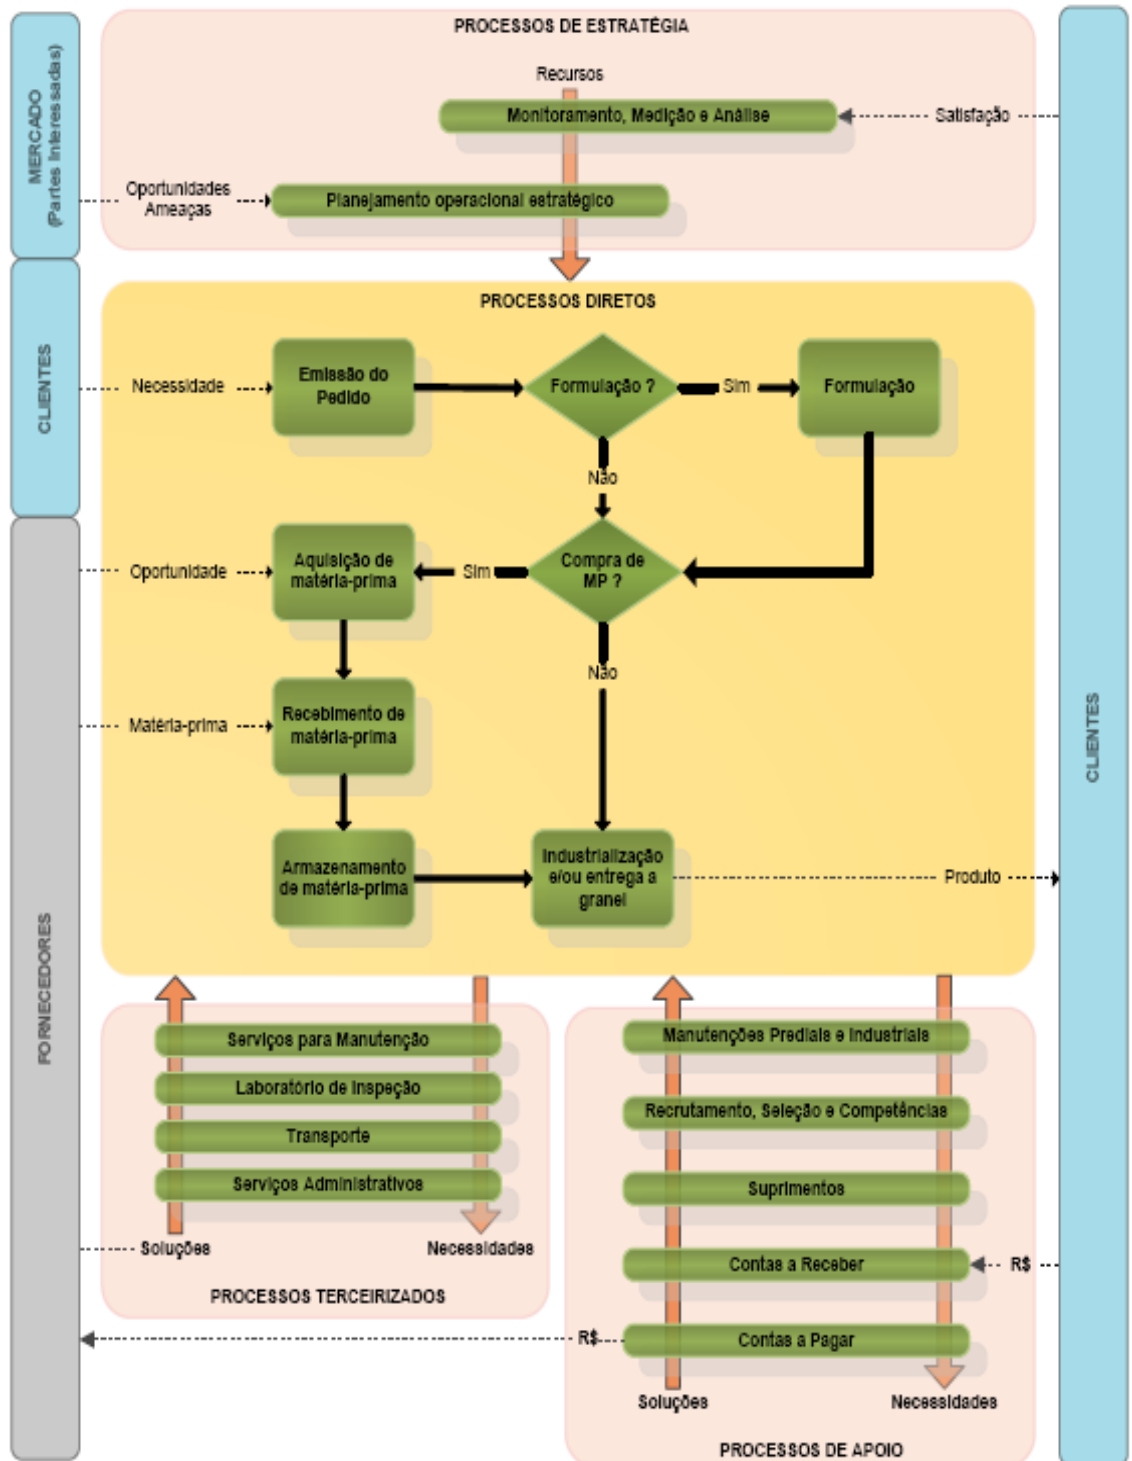 PROCESSOS DE ESTRATÉGIA
MERCADO
(Partes Interessadas)
Recursos
Monitoramento, Medição e Análise
Satisfação
Oportunidades
Ameaças
Planejamento operacional estratégico
CLIENTES
PROCESSOS DIRETOS
Necessidade
Emissão do
Pedido
Formulação ?
Sim
Formulação
Não
Oportunidade
Aquisição de
matéria-prima
Sim
Compra de
MP ?
Não
Matéria-prima
Recebimento de
matéria-prima
CLIENTES
Armazenamento
de matéria-prima
Industrialização
e/ou entrega a
granel
Produto
FORNECEDORES
Serviços para Manutenção
Laboratório de Inspeção
Transporte
Serviços Administrativos
Soluções
Necessidades
PROCESSOS TERCEIRIZADOS
Manutenções Prediais e Industriais
Recrutamento, Seleção e Competências
Suprimentos
Contas a Receber
R$
R$
Contas a Pagar
Soluções
Necessidades
PROCESSOS DE APOIO